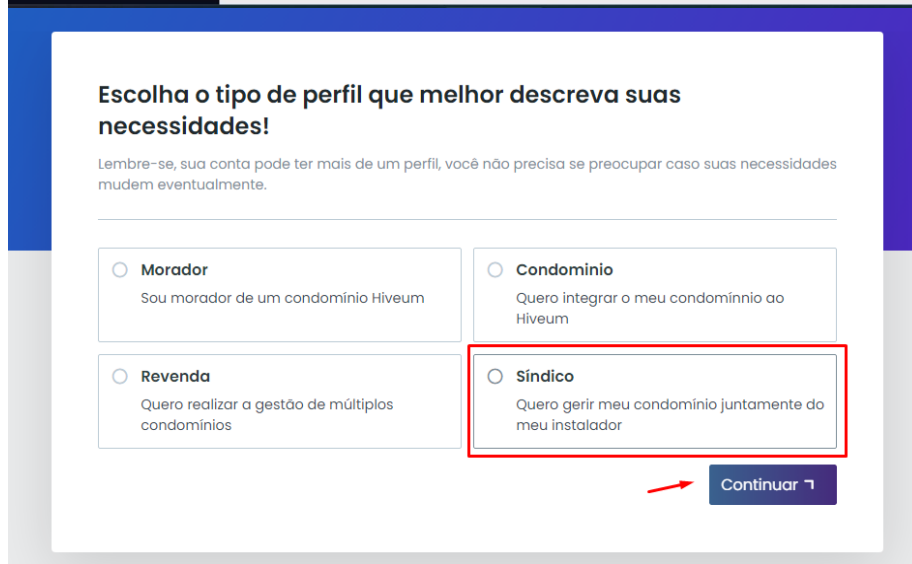 Escolha o tipo de perfil que melhor descreva suas
necessidades!
Lembre-se, sua conta pode ter mais de um perfil, você não precisa se preocupar caso suas necessidades
mudem eventualmente.
Morador
Sou morador de um condomínio Hiveum
Condominio
Quero integrar o meu condomínnio ao
Hiveum
Revenda
Quero realizar a gestão de múltiplos
condomínios
Síndico
Quero gerir meu condomínio juntamente do
meu instalador
Continuar